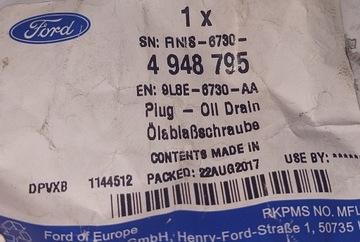 Ford
1 x
SN: RNIS-6730-
4 948 795
EN: 9L8E-6730-AA
Plug - Oil Drain
Ölablaßschraube
CONTENTS MADE IN
PACKED: 22AUG2017
USE BY: *****
DPVXB 1144512
RKPMS NO. MFL
Ford of Europe
GmbH, Henry-Ford-Straße 1, 50735